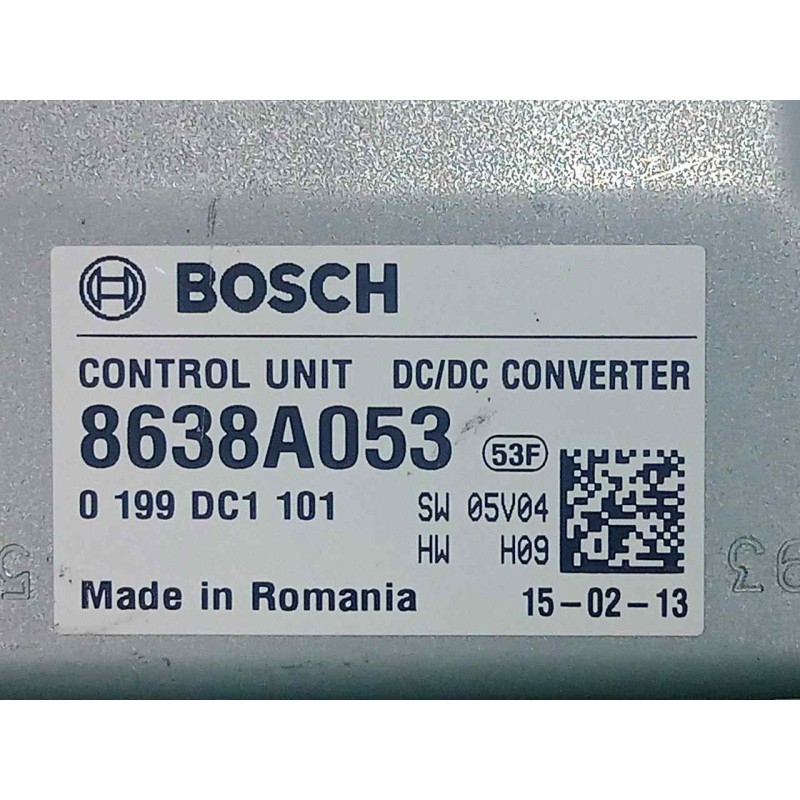 BOSCH
CONTROL UNIT DC/DC CONVERTER
8638A053 53F
0 199 DC1 101 SW 05V04
HW H09
Made in Romania 15-02-13
93